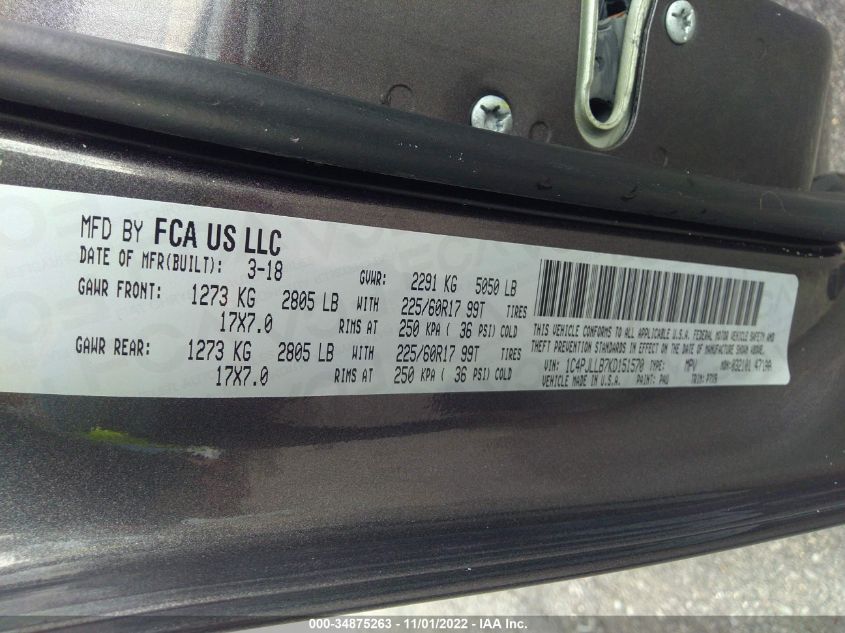 MFD BY FCA US LLC
DATE OF MFR(BUILT): 3-18 GVWR: 2291 KG 5050 LB
GAWR FRONT: 1273 KG 2805 LB WITH 225/60R17 99T TIRES
17X7.0 RIMS AT 250 KPA ( 36 PSI) COLD
GAWR REAR: 1273 KG 2805 LB WITH 225/60R17 99T TIRES
17X7.0 RIMS AT 250 KPA ( 36 PSI) COLD
THIS VEHICLE CONFORMS TO ALL APPLICABLE U.S.A. FEDERAL MOTOR VEHICLE SAFETY AND
THEFT PREVENTION STANDARDS IN EFFECT ON THE DATE OF MANUFACTURE SHOWN ABOVE.
VIN: 1C4PJLLB7KD151570 TYPE: MPV MDH: 032101 471AA
VEHICLE MADE IN U.S.A. PAINT: PAU TRIM:
000-34875263 - 11/01/2022 - IAA Inc.